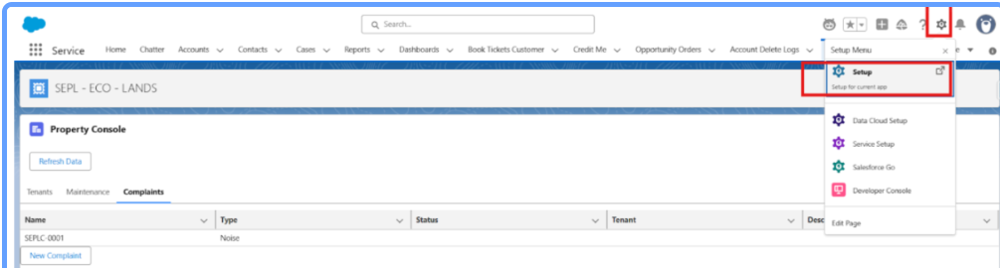 Search...
Service Home Chatter Accounts Contacts Cases Reports Dashboards Book Tickets Customer Credit Me Opportunity Orders Account Delete Logs
Setup Menu
Setup
Setup for current app
SEPL - ECO - LANDS
Data Cloud Setup
Property Console
Service Setup
Refresh Data
Salesforce Go
Developer Console
Tenants Maintenance Complaints
Name Type Status Tenant Desc
Edit Page
SEPLC-0001 Noise
New Complaint